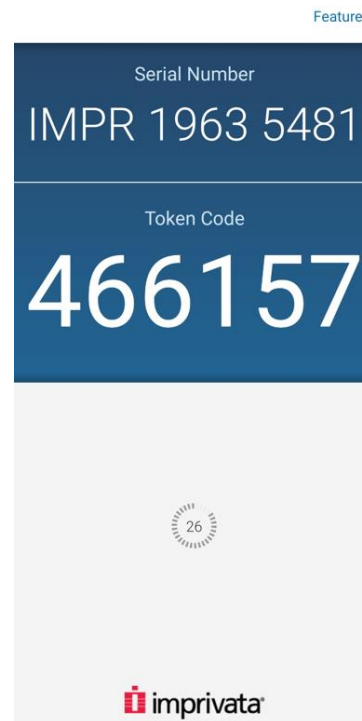 Feature
Serial Number
IMPR 1963 5481
Token Code
466157
26
imprivata